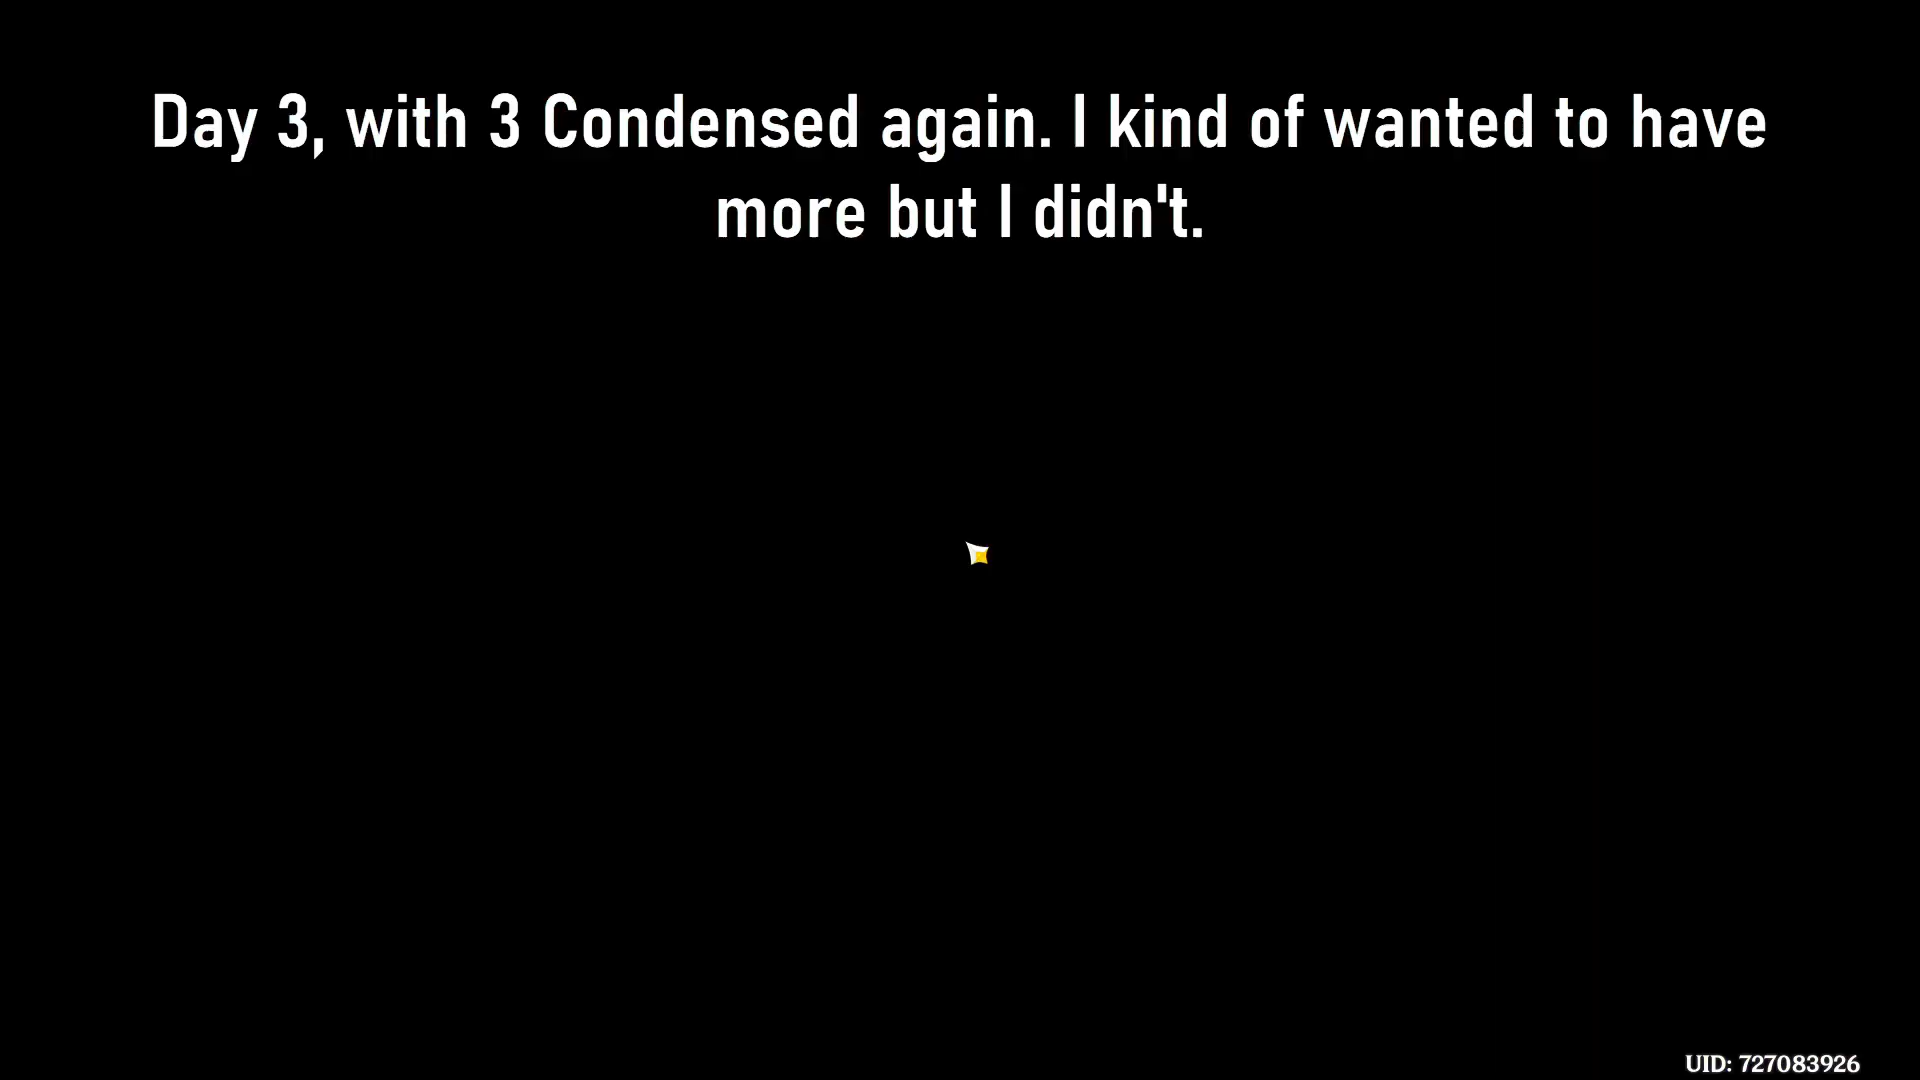 Day 3, with 3 Condensed again. I kind of wanted to have
more but I didn't.
UID: 727083926